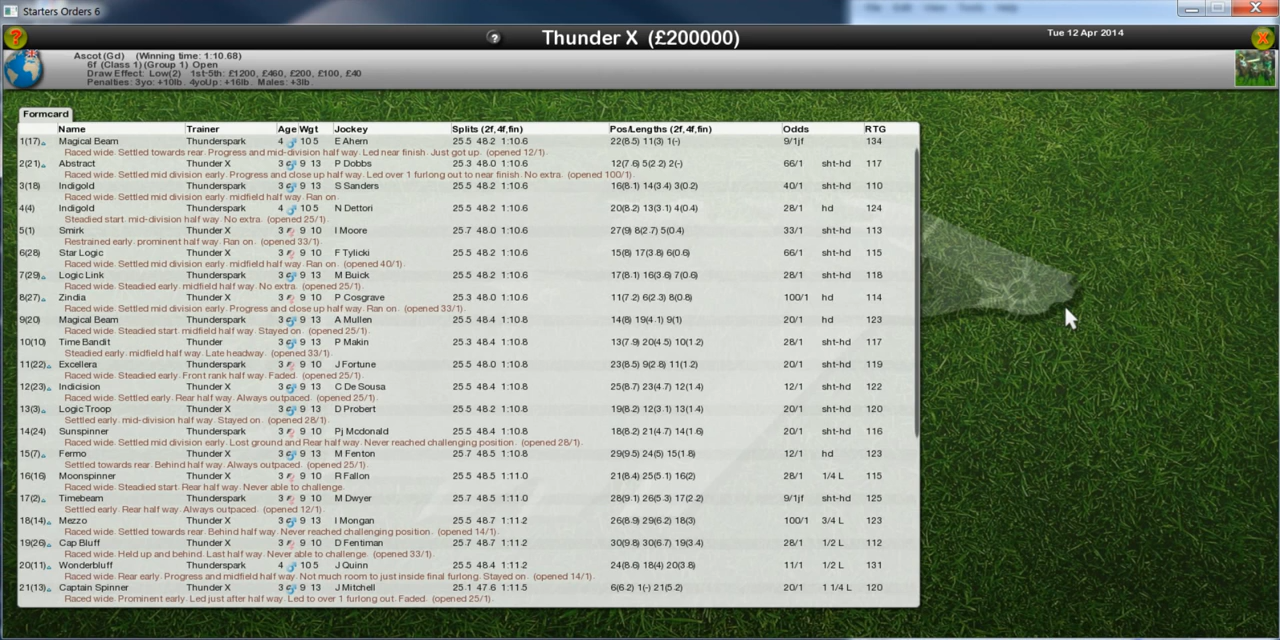 Starters Orders 6
Thunder X (£200000)
Tue 12 Apr 2014
Ascot (Gd) (Winning time: 1:10.68)
6f (Class 1) (Group 1) Open
Draw Effect: Low(2) 1st-5th: £1200, £460, £200, £100, £40
Penalties: 3yo: +10lb. 4yoUp: +16lb. Males: +3lb.
Formcard
Name Trainer Age Wgt Jockey Splits (2f,4f,fin) Pos/Lengths (2f,4f,fin) Odds RTG
1(17) Magical Beam Thunderspark 4 10 5 E Ahern 25.5 48.2 1:10.6 22(8.5) 11(3) 1(-) 9/1jf 134
Raced wide. Settled towards rear. Progress and mid-division half way. Led near finish. Just got up. (opened 12/1).
2(21) Abstract Thunder X 3 9 13 P Dobbs 25.3 48.0 1:10.6 12(7.6) 5(2.2) 2(-) 66/1 sht-hd 117
Raced wide. Settled mid division early. Progress and close up half way. Led over 1 furlong out to near finish. No extra. (opened 100/1).
3(18) Indigold Thunderspark 3 9 13 S Sanders 25.5 48.2 1:10.6 16(8.1) 14(3.4) 3(0.2) 40/1 sht-hd 110
Raced wide. Settled mid division early. midfield half way. Ran on.
4(4) Indigold Thunderspark 4 10 5 N Dettori 25.5 48.2 1:10.6 20(8.2) 13(3.1) 4(0.4) 28/1 hd 124
Steadied start. mid-division half way. No extra. (opened 25/1).
5(1) Smirk Thunder X 3 9 10 I Moore 25.7 48.0 1:10.6 27(9) 8(2.7) 5(0.4) 33/1 sht-hd 113
Restrained early. prominent half way. Ran on. (opened 33/1).
6(28) Star Logic Thunderspark 3 9 10 F Tylicki 25.5 48.2 1:10.6 15(8) 17(3.8) 6(0.6) 66/1 sht-hd 115
Raced wide. Settled mid division early. midfield half way. Ran on. (opened 40/1).
7(29) Logic Link Thunderspark 3 9 13 M Buick 25.5 48.2 1:10.6 17(8.1) 16(3.6) 7(0.6) 28/1 sht-hd 118
Raced wide. Steadied early. midfield half way. No extra. (opened 25/1).
8(27) Zindia Thunder X 3 9 10 P Cosgrave 25.3 48.0 1:10.6 11(7.2) 6(2.3) 8(0.8) 100/1 hd 114
Raced wide. Settled mid division early. Progress and close up half way. Ran on. (opened 33/1).
9(20) Magical Beam Thunderspark 3 9 13 A Mullen 25.5 48.4 1:10.8 14(8) 19(4.1) 9(1) 20/1 hd 123
Raced wide. Steadied start. midfield half way. Stayed on. (opened 25/1).
10(10) Time Bandit Thunder 3 9 13 P Makin 25.3 48.4 1:10.8 13(7.9) 20(4.5) 10(1.2) 28/1 sht-hd 117
Steadied early. midfield half way. Late headway. (opened 33/1).
11(22) Excellera Thunderspark 3 9 10 J Fortune 25.5 48.2 1:10.8 23(8.5) 9(2.8) 11(1.2) 20/1 sht-hd 119
Raced wide. Steadied early. Front rank half way. Faded. (opened 25/1).
12(23) Indicision Thunder X 3 9 13 C De Sousa 25.5 48.4 1:10.8 25(8.7) 23(4.7) 12(1.4) 12/1 sht-hd 122
Raced wide. Settled early. Rear half way. Always outpaced. (opened 25/1).
13(3) Logic Troop Thunder X 3 9 13 D Probert 25.5 48.2 1:10.8 19(8.2) 12(3.1) 13(1.4) 20/1 sht-hd 120
Settled early. mid-division half way. Stayed on. (opened 28/1).
14(24) Sunspinner Thunderspark 3 9 10 Pj Mcdonald 25.5 48.4 1:10.8 18(8.2) 21(4.7) 14(1.6) 20/1 sht-hd 116
Raced wide. Settled mid division early. Lost ground and Rear half way. Never reached challenging position. (opened 28/1).
15(7) Fermo Thunder X 3 9 13 M Fenton 25.7 48.5 1:10.8 29(9.5) 24(5) 15(1.8) 12/1 hd 123
Settled towards rear. Behind half way. Always outpaced. (opened 25/1).
16(16) Moonspinner Thunder X 3 9 10 R Fallon 25.5 48.5 1:11.0 21(8.4) 25(5.1) 16(2) 28/1 1/4 L 115
Raced wide. Steadied start. Rear half way. Never able to challenge.
17(2) Timebeam Thunderspark 3 9 10 M Dwyer 25.7 48.5 1:11.0 28(9.1) 26(5.3) 17(2.2) 9/1jf sht-hd 125
Settled early. Rear half way. Always outpaced. (opened 12/1).
18(14) Mezzo Thunder X 3 9 13 I Mongan 25.5 48.7 1:11.2 26(8.9) 29(6.2) 18(3) 100/1 3/4 L 123
Raced wide. Settled towards rear. Behind half way. Never reached challenging position. (opened 14/1).
19(26) Cap Bluff Thunder X 3 9 10 D Fentiman 25.7 48.7 1:11.2 30(9.8) 30(6.7) 19(3.4) 28/1 1/2 L 112
Raced wide. Held up and behind. Last half way. Never able to challenge. (opened 33/1).
20(11) Wonderbluff Thunderspark 4 10 5 J Quinn 25.5 48.4 1:11.2 24(8.6) 18(4) 20(3.8) 11/1 1/2 L 131
Raced wide. Rear early. Progress and midfield half way. Not much room to just inside final furlong. Stayed on. (opened 14/1).
21(13) Captain Spinner Thunder X 3 9 13 J Mitchell 25.1 47.6 1:11.5 6(6.2) 1(-) 21(5.2) 20/1 1 1/4 L 120
Raced wide. Prominent early. Led just after half way. Led to over 1 furlong out. Faded. (opened 25/1).